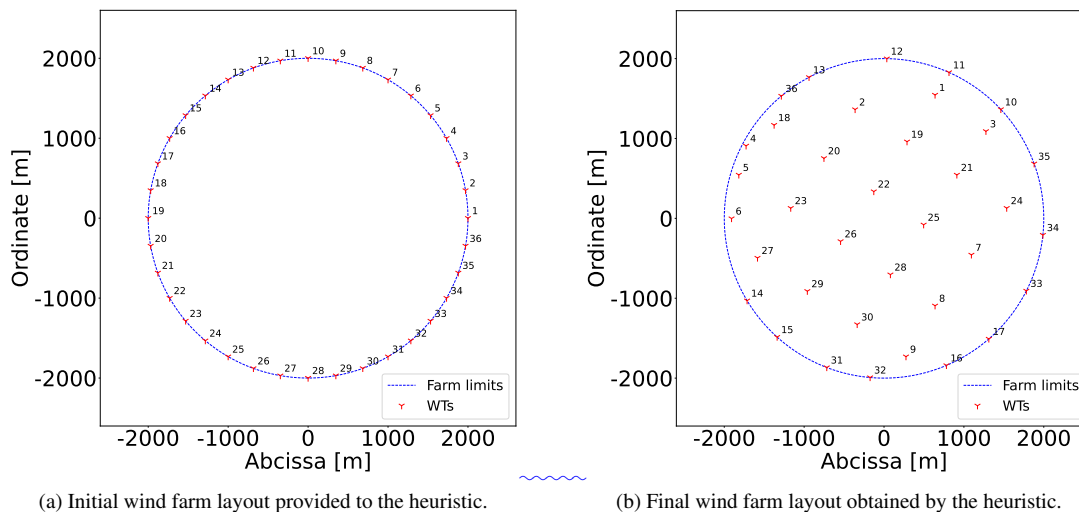 2000
1000
0
-1000
-2000
Ordinate [m]
-2000 -1000 0 1000 2000
Abcissa [m]
10
11 9
12 8
13 7
14 6
15 5
16 4
17 3
18 2
19 1
20 36
21 35
22 34
23 33
24 32
25 31
26 30
27 28 29
Farm limits
WTs
2000
1000
0
-1000
-2000
Ordinate [m]
-2000 -1000 0 1000 2000
Abcissa [m]
12
13 11
36 2 1 10
18 3
4 20 19
5 21 35
6 23 22 24
26 25 34
27 28 7
14 29 8 33
15 30 17
31 32 9 16
Farm limits
WTs
(a) Initial wind farm layout provided to the heuristic.
(b) Final wind farm layout obtained by the heuristic.